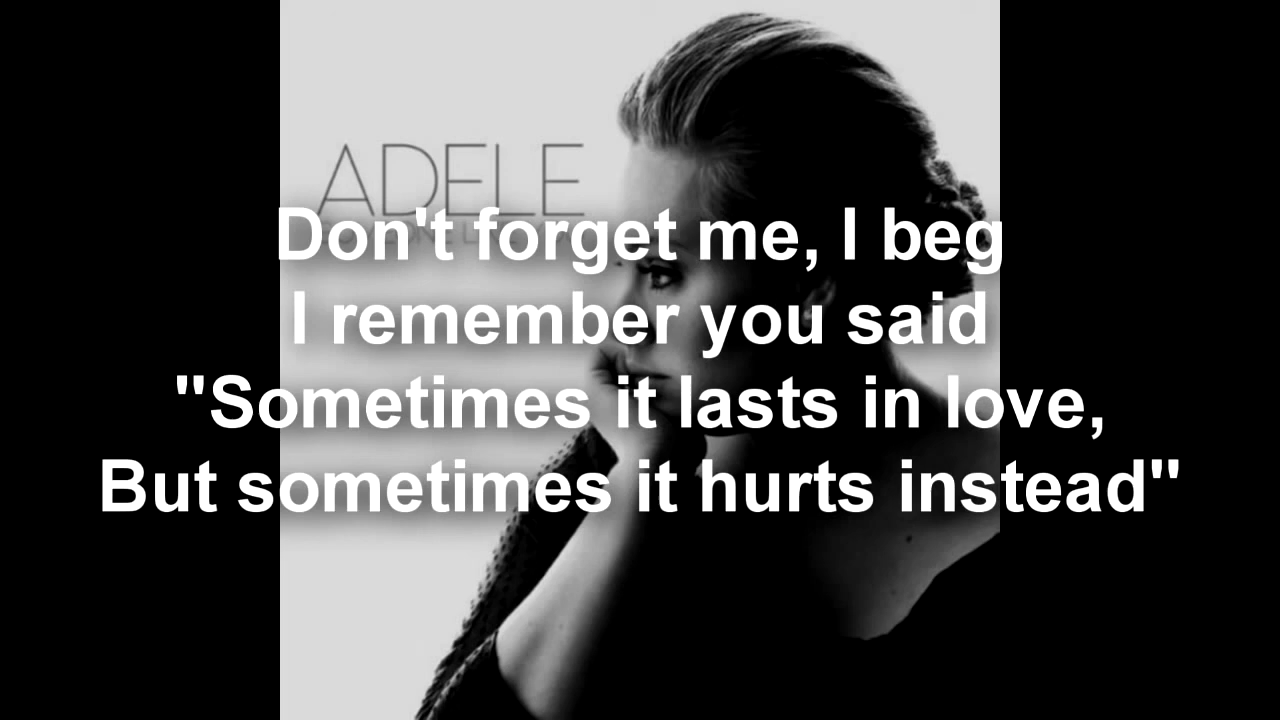 ADELE
Don't forget me, I beg
I remember you said
"Sometimes it lasts in love,
But sometimes it hurts instead"